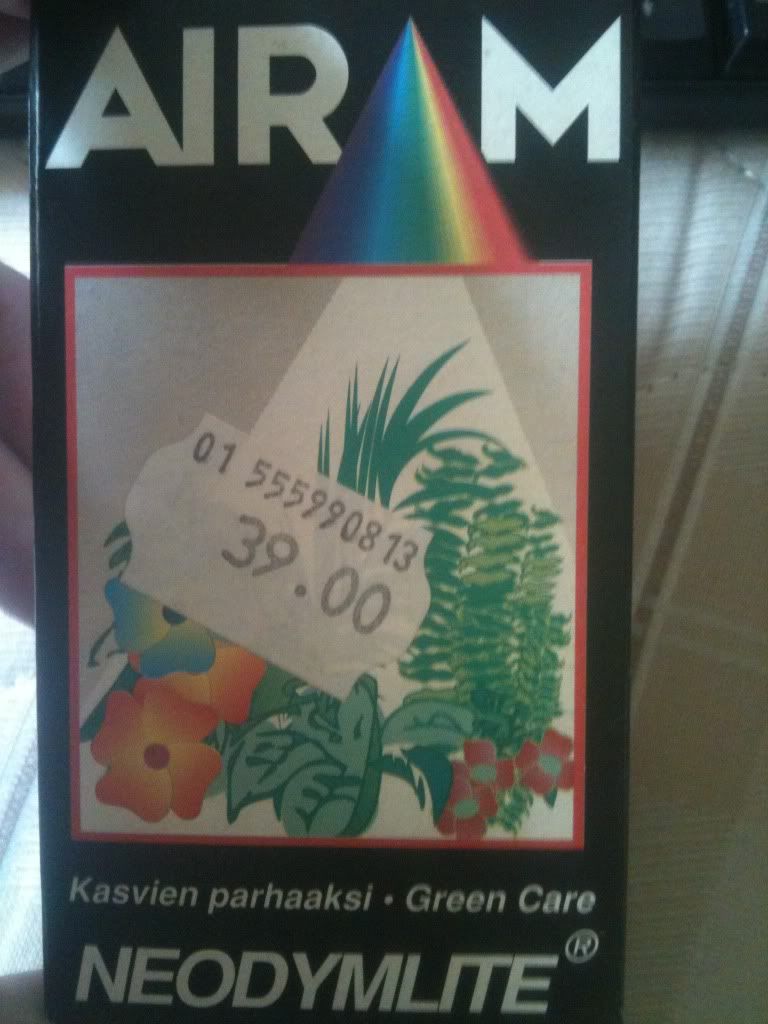 AIRAM
01 555990813
39.00
Kasvien parhaaksi • Green Care
NEODYMLITE ®